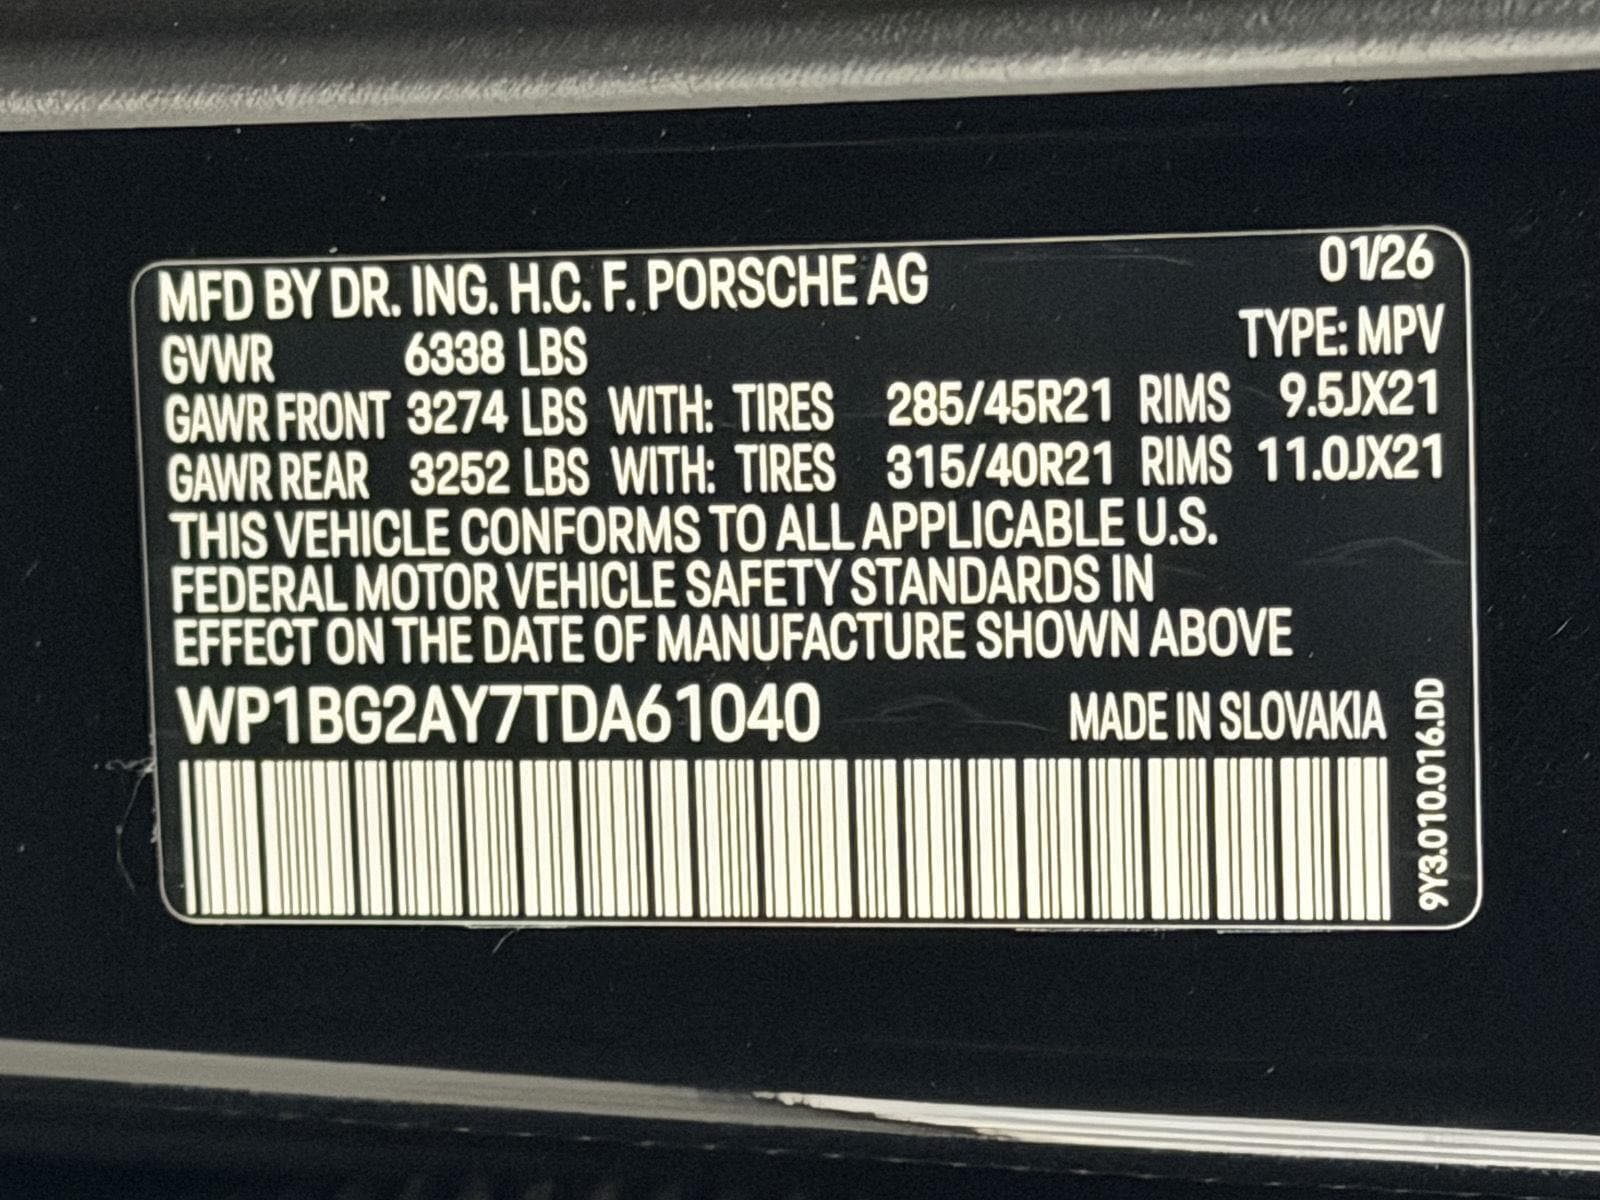 MFD BY DR. ING. H.C. F. PORSCHE AG 01/26
GVWR 6338 LBS TYPE: MPV
GAWR FRONT 3274 LBS WITH: TIRES 285/45R21 RIMS 9.5JX21
GAWR REAR 3252 LBS WITH: TIRES 315/40R21 RIMS 11.0JX21
THIS VEHICLE CONFORMS TO ALL APPLICABLE U.S.
FEDERAL MOTOR VEHICLE SAFETY STANDARDS IN
EFFECT ON THE DATE OF MANUFACTURE SHOWN ABOVE
WP1BG2AY7TDA61040 MADE IN SLOVAKIA
9Y3.010.016.DD